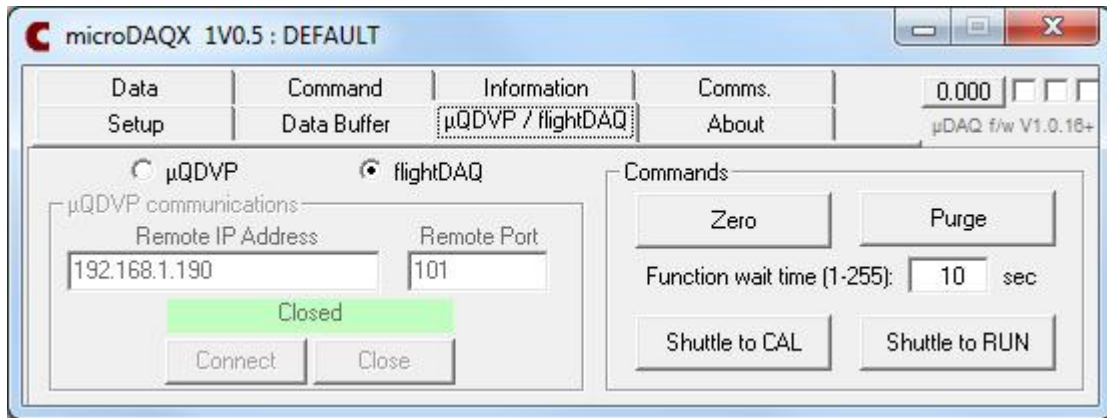 microDAQX 1V0.5 : DEFAULT
Data Command Information Comms. 0.000
Setup Data Buffer µQDVP / flightDAQ About µDAQ f/w V1.0.16+
µQDVP flightDAQ
µQDVP communications
Remote IP Address Remote Port
192.168.1.190 101
Closed
Connect Close
Commands
Zero Purge
Function wait time (1-255): 10 sec
Shuttle to CAL Shuttle to RUN